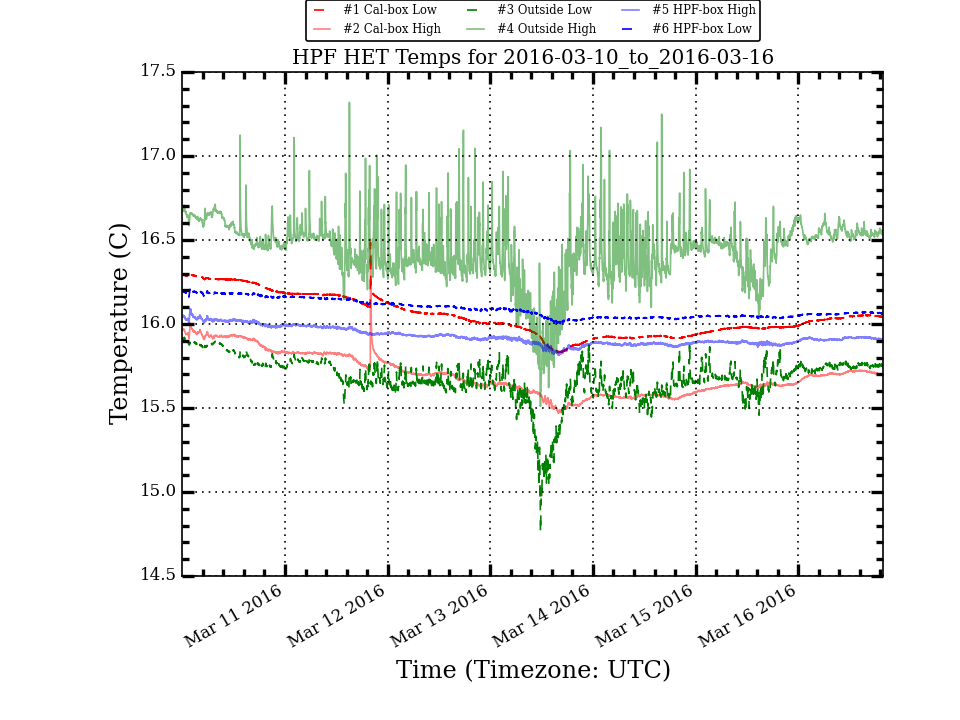 #1 Cal-box Low #3 Outside Low #5 HPF-box High
#2 Cal-box High #4 Outside High #6 HPF-box Low
HPF HET Temps for 2016-03-10_to_2016-03-16
17.5
17.0
16.5
16.0
15.5
15.0
14.5
Temperature (C)
Mar 11 2016 Mar 12 2016 Mar 13 2016 Mar 14 2016 Mar 15 2016 Mar 16 2016
Time (Timezone: UTC)